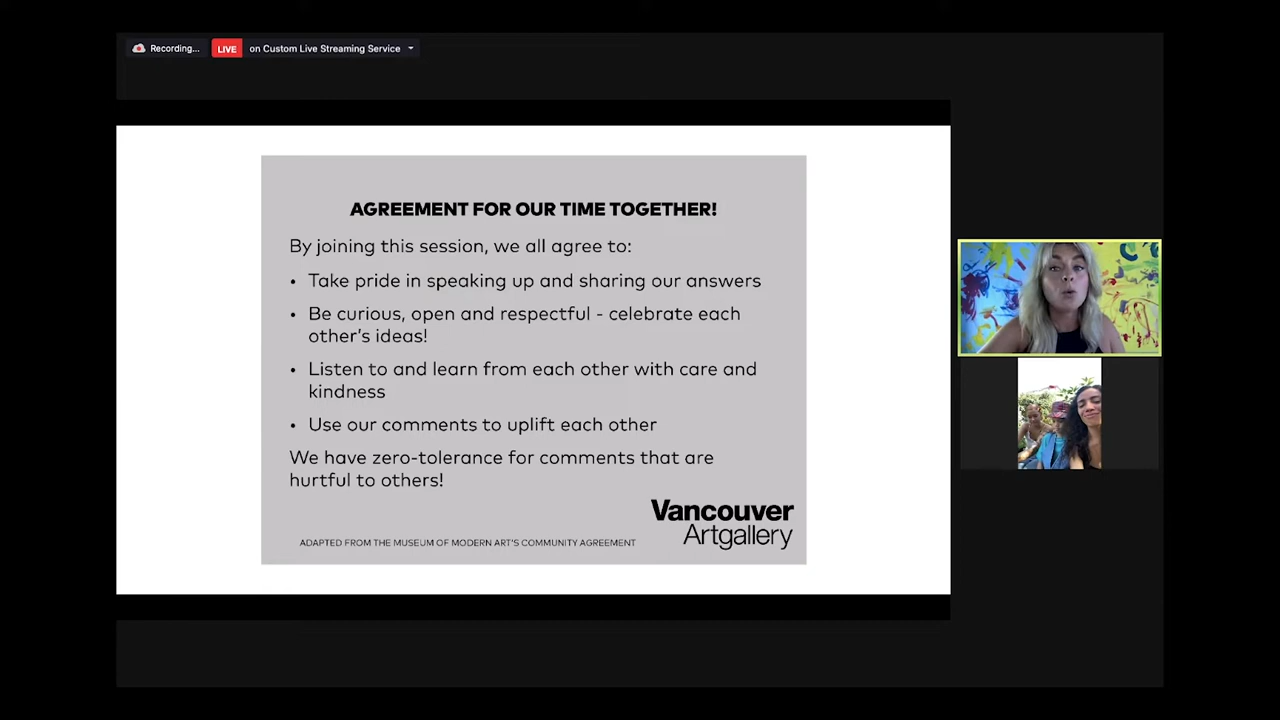 Recording...
LIVE on Custom Live Streaming Service
AGREEMENT FOR OUR TIME TOGETHER!
By joining this session, we all agree to:
• Take pride in speaking up and sharing our answers
• Be curious, open and respectful - celebrate each
other's ideas!
• Listen to and learn from each other with care and
kindness
• Use our comments to uplift each other
We have zero-tolerance for comments that are
hurtful to others!
Vancouver
Artgallery
ADAPTED FROM THE MUSEUM OF MODERN ART'S COMMUNITY AGREEMENT